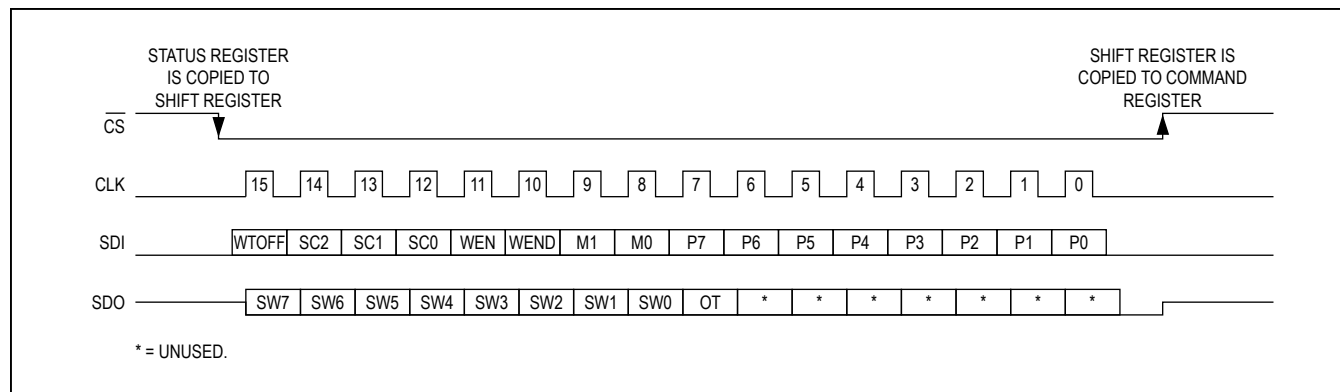 STATUS REGISTER
IS COPIED TO
SHIFT REGISTER
SHIFT REGISTER IS
COPIED TO COMMAND
REGISTER
CS
CLK 15 14 13 12 11 10 9 8 7 6 5 4 3 2 1 0
SDI WTOFF SC2 SC1 SC0 WEN WEND M1 M0 P7 P6 P5 P4 P3 P2 P1 P0
SDO SW7 SW6 SW5 SW4 SW3 SW2 SW1 SW0 OT * * * * * * *
* = UNUSED.